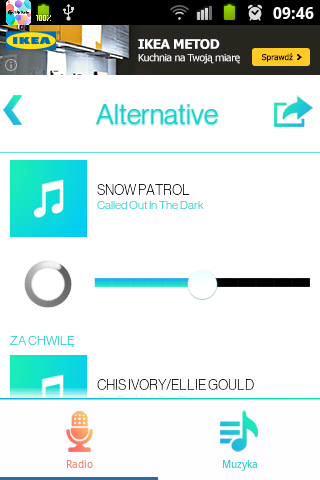 100%
09:46
IKEA
IKEA METOD
Kuchnia na Twoją miarę
Sprawdź
Alternative
SNOW PATROL
Called Out In The Dark
ZA CHWILĘ
CHIS IVORY/ELLIE GOULD
Radio
Muzyka